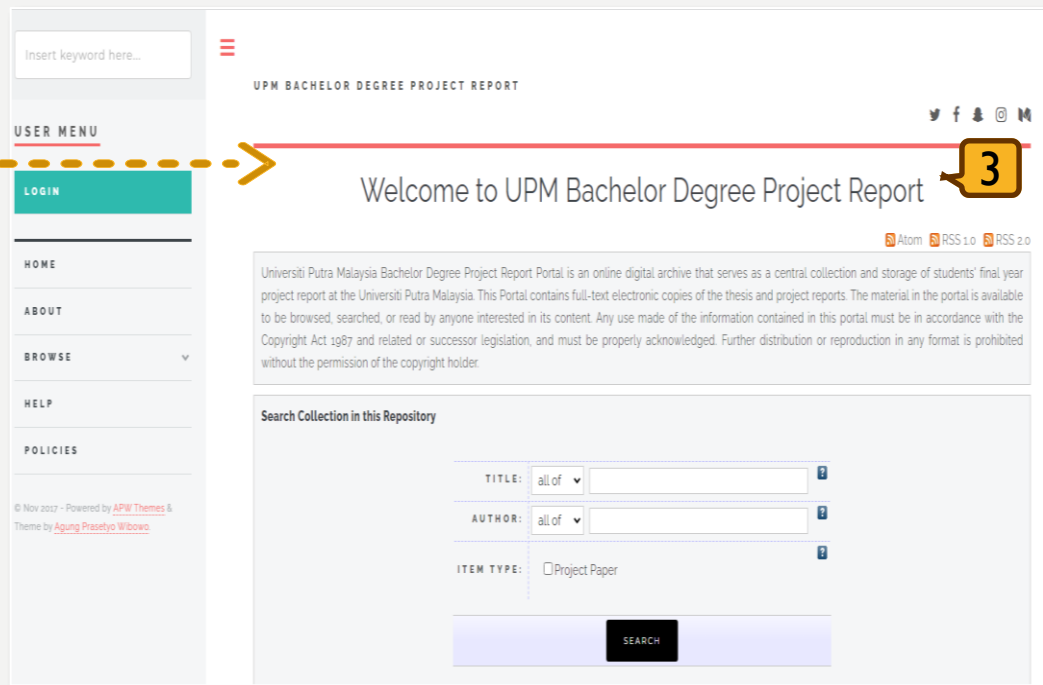 Insert keyword here...
USER MENU
LOGIN
HOME
ABOUT
BROWSE
HELP
POLICIES
© Nov 2017 - Powered by APW Themes &
Theme by Agung Prasetyo Wibowo.
UPM BACHELOR DEGREE PROJECT REPORT
Welcome to UPM Bachelor Degree Project Report
3
Atom RSS 1.0 RSS 2.0
Universiti Putra Malaysia Bachelor Degree Project Report Portal is an online digital archive that serves as a central collection and storage of students' final year
project report at the Universiti Putra Malaysia. This Portal contains full-text electronic copies of the thesis and project reports. The material in the portal is available
to be browsed, searched, or read by anyone interested in its content. Any use made of the information contained in this portal must be in accordance with the
Copyright Act 1987 and related or successor legislation, and must be properly acknowledged. Further distribution or reproduction in any format is prohibited
without the permission of the copyright holder.
Search Collection in this Repository
TITLE: all of ?
AUTHOR: all of ?
?
ITEM TYPE: Project Paper
SEARCH